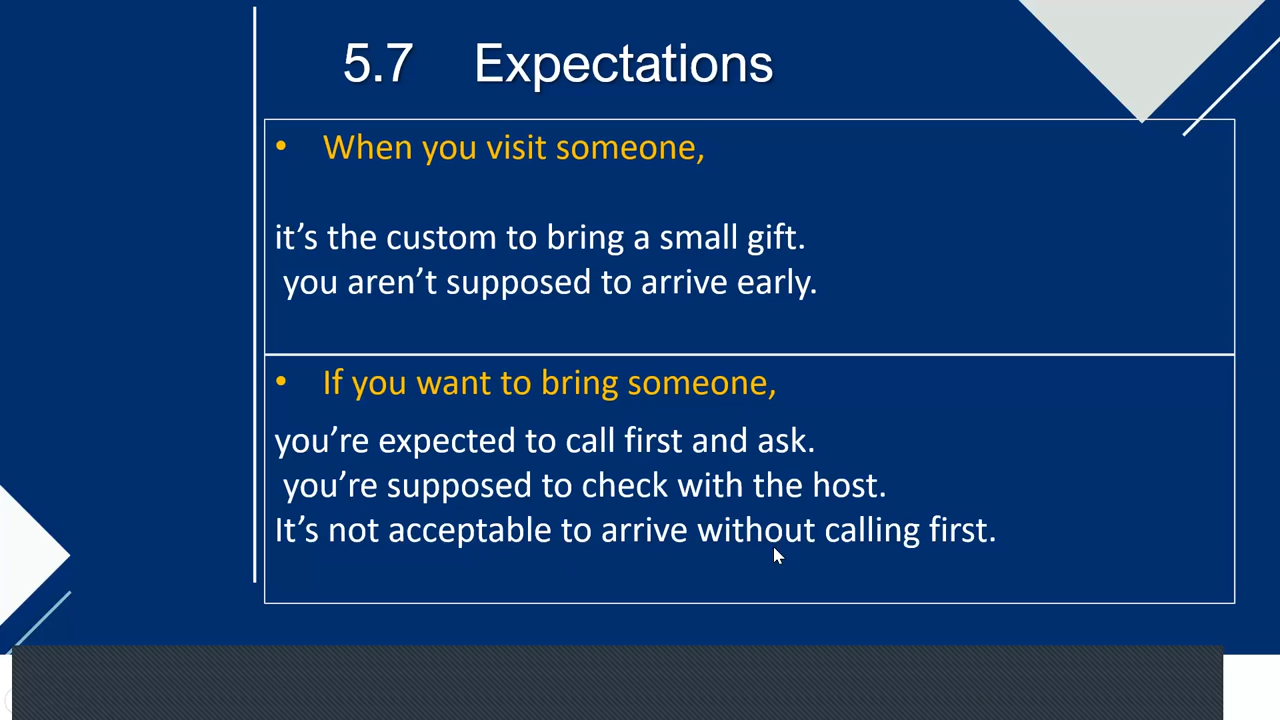 5.7 Expectations
• When you visit someone,
it’s the custom to bring a small gift.
you aren’t supposed to arrive early.
• If you want to bring someone,
you’re expected to call first and ask.
you’re supposed to check with the host.
It’s not acceptable to arrive without calling first.